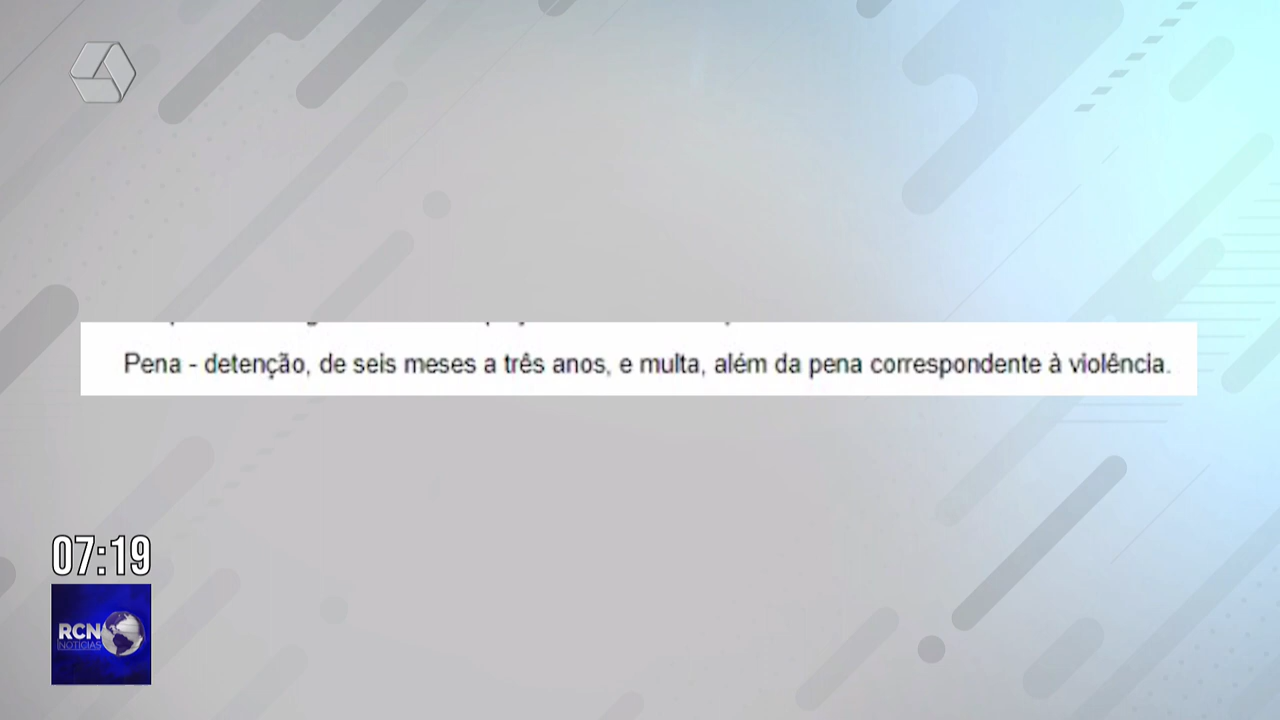 Pena - detenção, de seis meses a três anos, e multa, além da pena correspondente à violência.
07:19
RCN
NOTÍCIAS